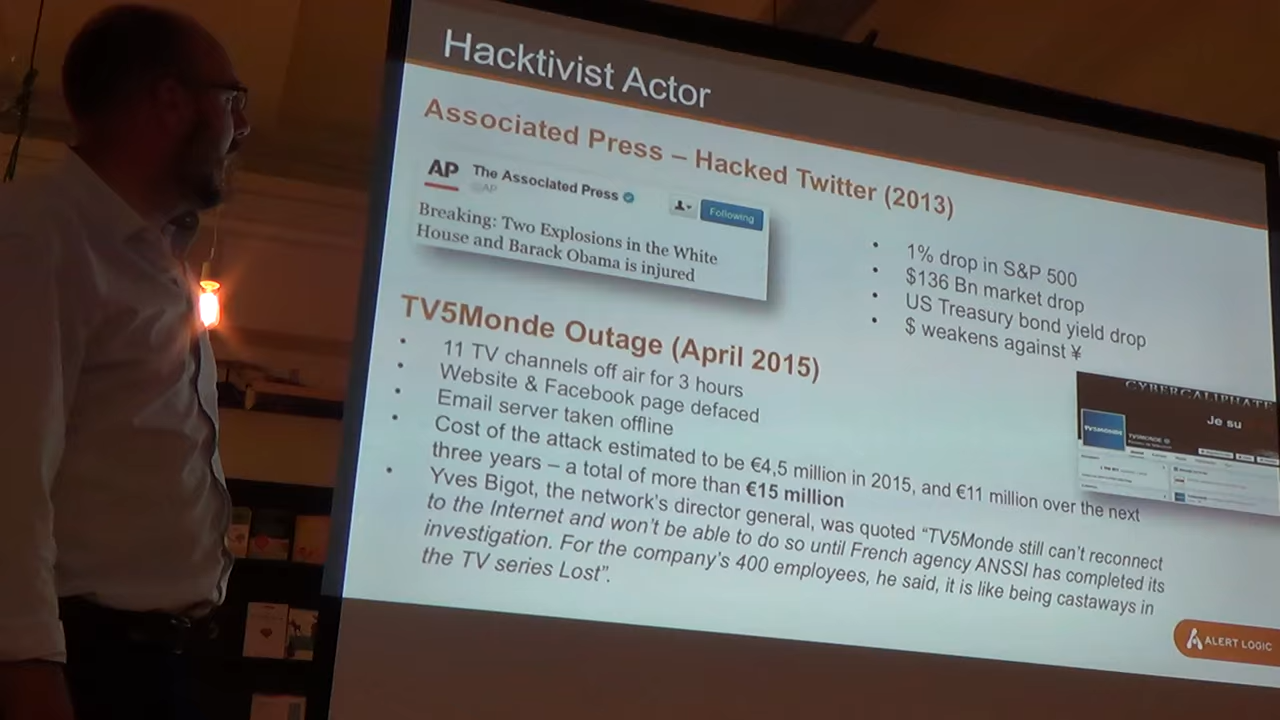 Hacktivist Actor
Associated Press – Hacked Twitter (2013)
AP The Associated Press
@AP
Following
Breaking: Two Explosions in the White
House and Barack Obama is injured
• 1% drop in S&P 500
• $136 Bn market drop
• US Treasury bond yield drop
• $ weakens against ¥
TV5Monde Outage (April 2015)
• 11 TV channels off air for 3 hours
• Website & Facebook page defaced
• Email server taken offline
• Cost of the attack estimated to be €4,5 million in 2015, and €11 million over the next
three years – a total of more than €15 million
• Yves Bigot, the network's director general, was quoted “TV5Monde still can't reconnect
to the Internet and won't be able to do so until French agency ANSSI has completed its
investigation. For the company's 400 employees, he said, it is like being castaways in
the TV series Lost”.
CYBERCALIPHATE
Je su
TV5MONDE
TV5MONDE
ALERT LOGIC